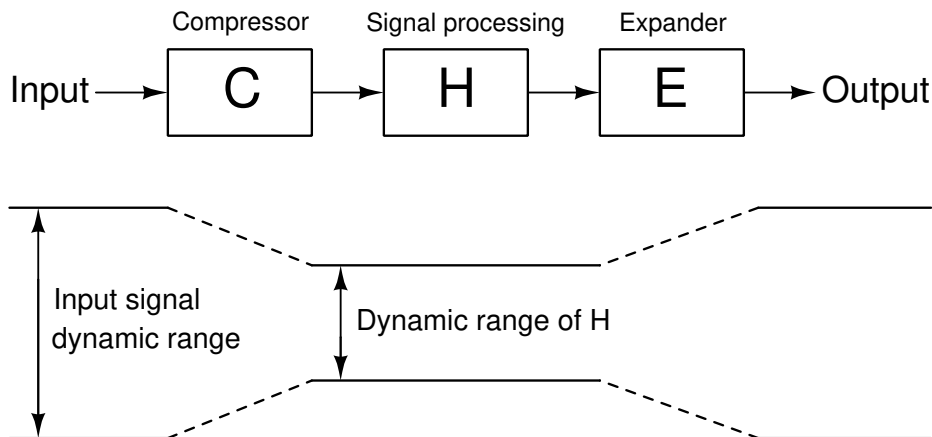 Compressor Signal processing Expander
Input C H E Output
Input signal
dynamic range
Dynamic range of H